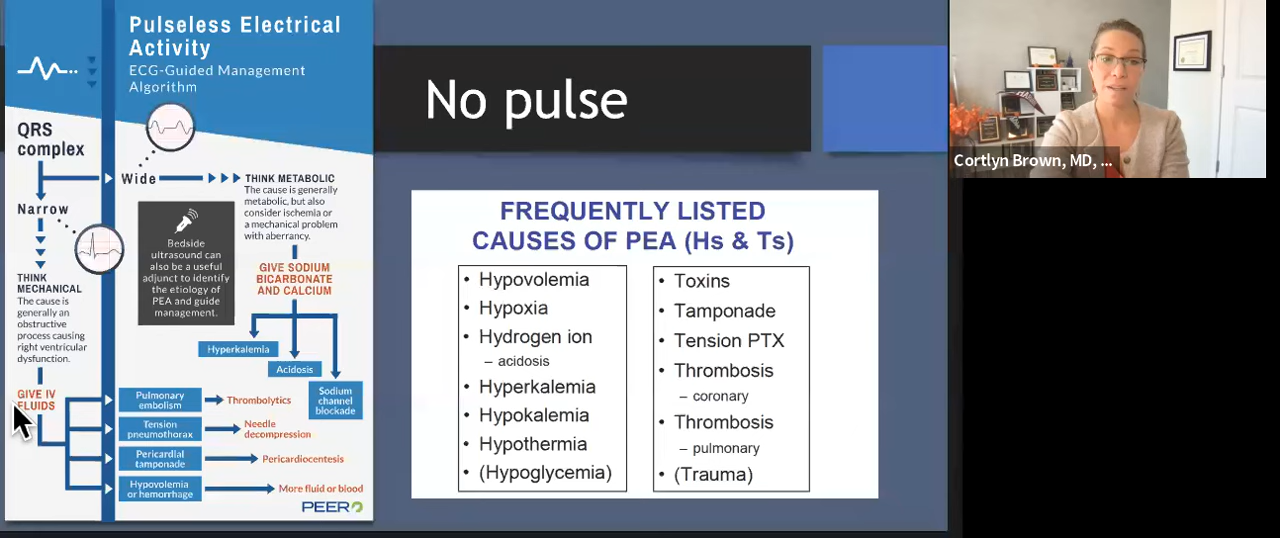 Pulseless Electrical
Activity
ECG-Guided Management
Algorithm
QRS
complex
Wide
THINK METABOLIC
The cause is generally
metabolic, but also
consider ischemia or
a mechanical problem
with aberrancy.
Narrow
Bedside
ultrasound can
also be a useful
adjunct to identify
the etiology of
PEA and guide
management.
GIVE SODIUM
BICARBONATE
AND CALCIUM
THINK
MECHANICAL
The cause is
generally an
obstructive
process causing
right ventricular
dysfunction.
Hyperkalemia
Acidosis
Sodium
channel
blockade
GIVE IV
FLUIDS
Pulmonary
embolism
Thrombolytics
Tension
pneumothorax
Needle
decompression
Pericardial
tamponade
Pericardiocentesis
Hypovolemia
or hemorrhage
More fluid or blood
PEER
No pulse
FREQUENTLY LISTED
CAUSES OF PEA (Hs & Ts)
• Hypovolemia
• Hypoxia
• Hydrogen ion
– acidosis
• Hyperkalemia
• Hypokalemia
• Hypothermia
• (Hypoglycemia)
• Toxins
• Tamponade
• Tension PTX
• Thrombosis
– coronary
• Thrombosis
– pulmonary
• (Trauma)
Cortlyn Brown, MD, ...